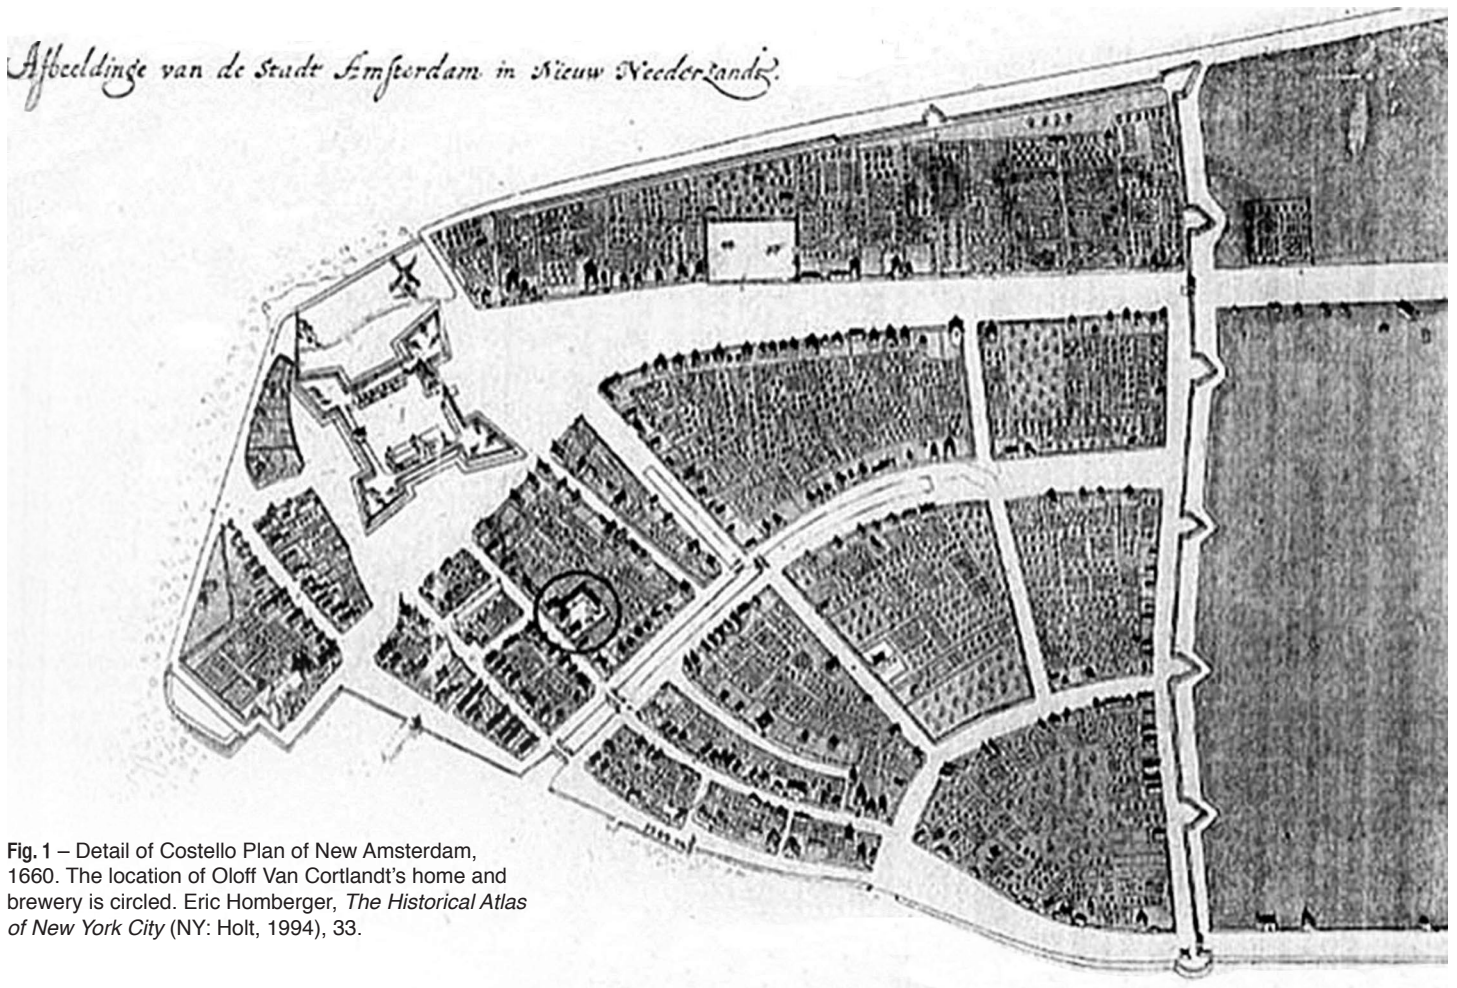 Afbeeldinge van de Stadt Amsterdam in Nieuw Neederlandt.
Fig. 1 – Detail of Costello Plan of New Amsterdam,
1660. The location of Oloff Van Cortlandt’s home and
brewery is circled. Eric Homberger, The Historical Atlas
of New York City (NY: Holt, 1994), 33.